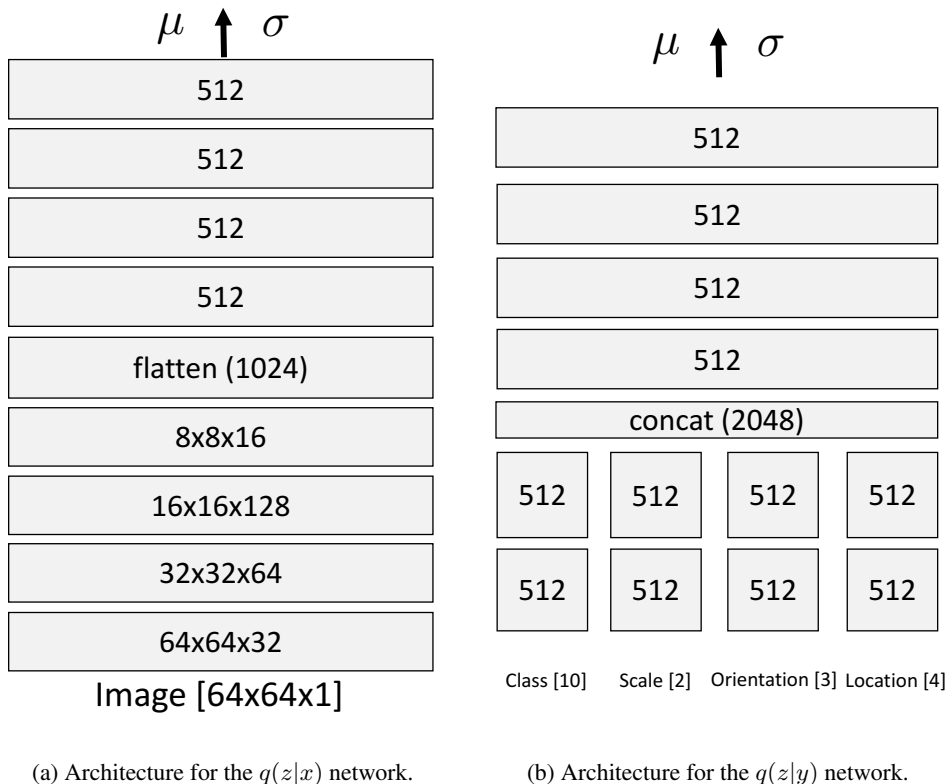 μ σ
512
512
512
512
flatten (1024)
8x8x16
16x16x128
32x32x64
64x64x32
Image [64x64x1]
(a) Architecture for the q(z|x) network.
μ σ
512
512
512
512
concat (2048)
512 512 512 512
512 512 512 512
Class [10] Scale [2] Orientation [3] Location [4]
(b) Architecture for the q(z|y) network.